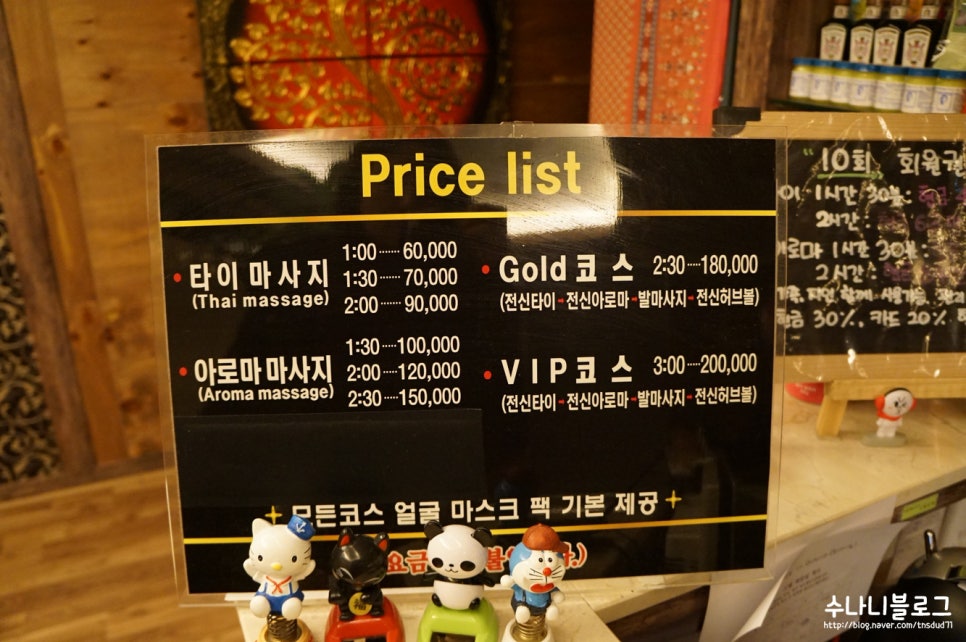 Price list
• 타이 마사지
(Thai massage)
1:00 ······ 60,000
1:30 ······ 70,000
2:00 ······ 90,000
• 아로마 마사지
(Aroma massage)
1:30 ···· 100,000
2:00 ···· 120,000
2:30 ···· 150,000
• Gold 코 스 2:30 ···· 180,000
(전신타이 - 전신아로마 - 발마사지 - 전신허브볼)
• V I P 코 스 3:00 ···· 200,000
(전신타이 - 전신아로마 - 발마사지 - 전신허브볼)
모든코스 얼굴 마스크 팩 기본 제공
요금
10회 회원권
1시간 30분:
2시간:
1시간 30분:
2시간:
30%, 카드 20%
수나니블로그
http://blog.naver.com/tnsdud77